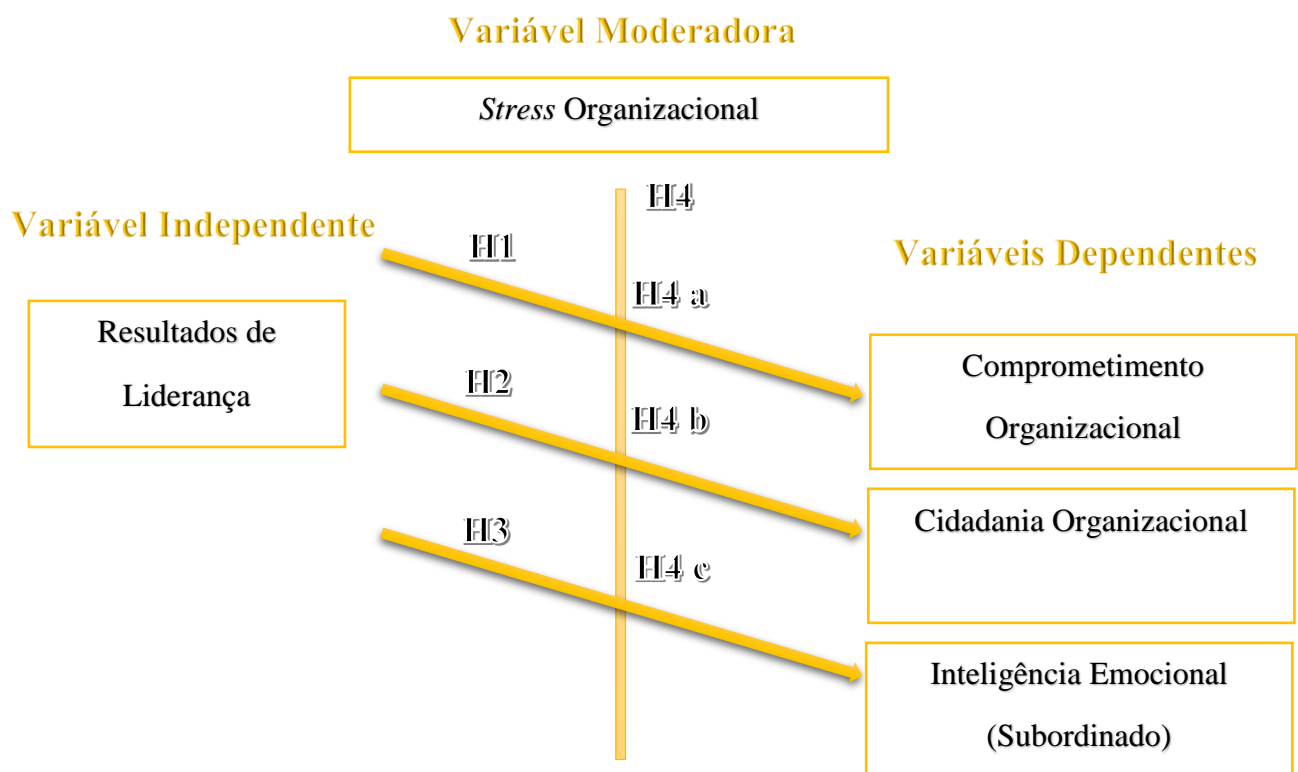 Variável Moderadora
Stress Organizacional
H4
Variável Independente
H1
Variáveis Dependentes
H4 a
Resultados de
Liderança
Comprometimento
Organizacional
H2
H4 b
Cidadania Organizacional
H3
H4 c
Inteligência Emocional
(Subordinado)